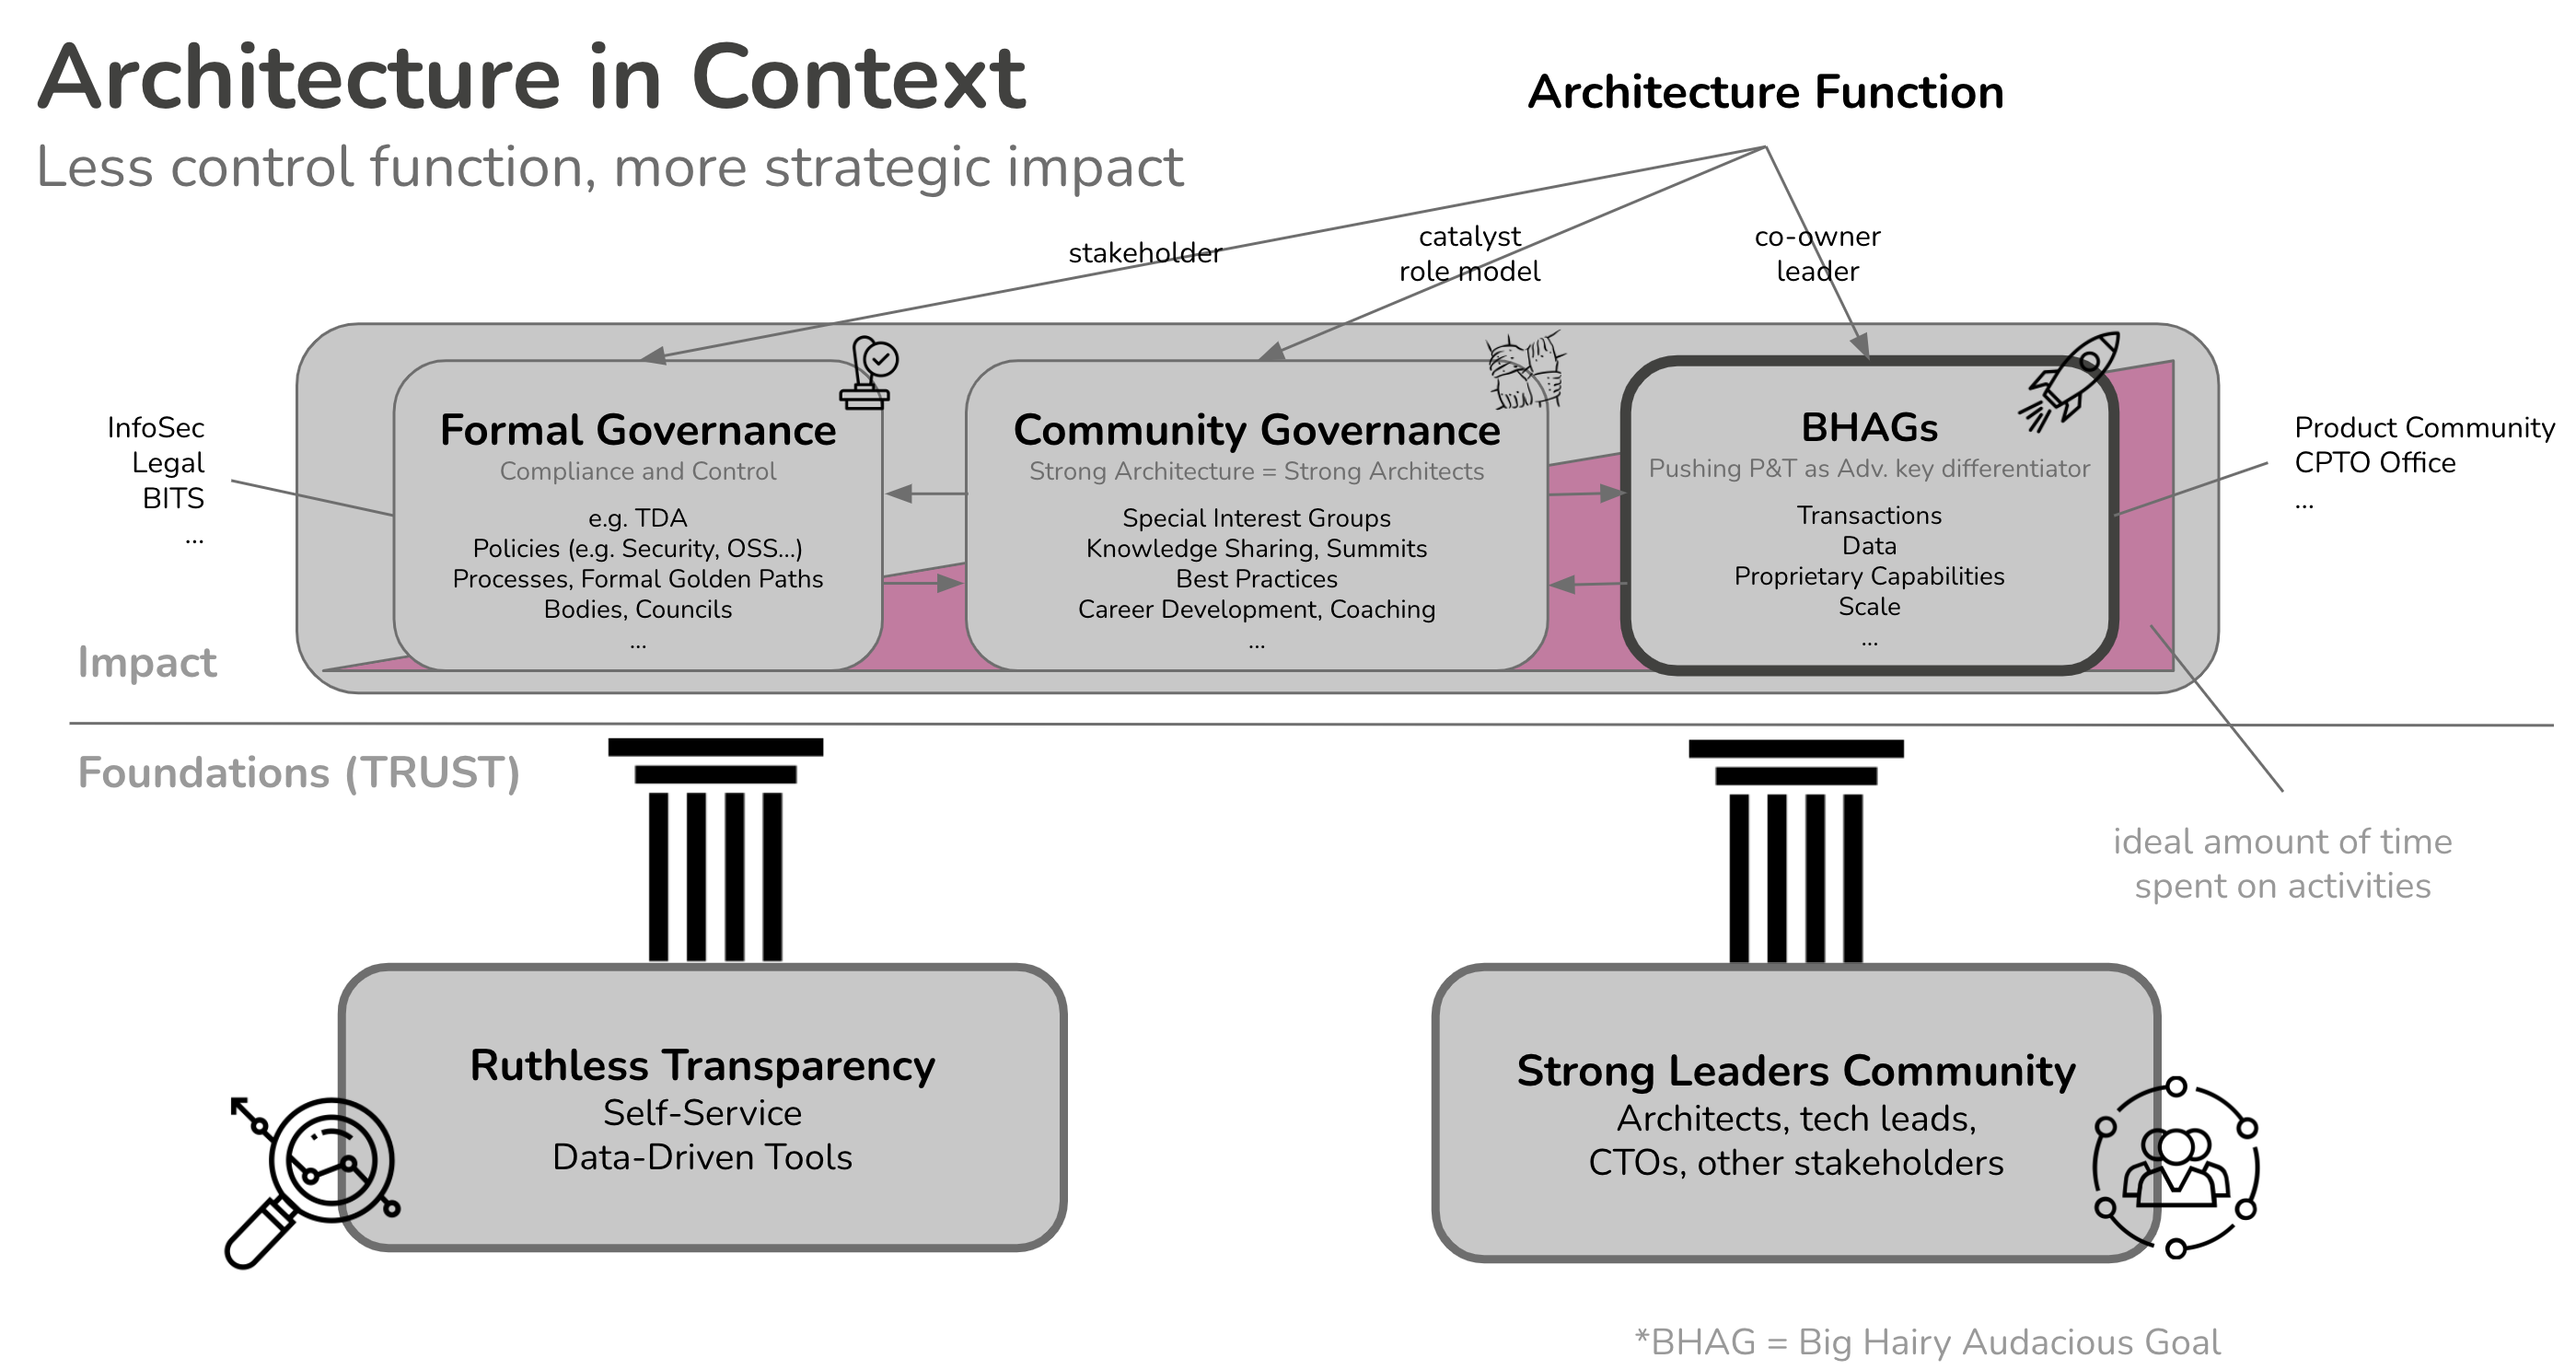 Architecture in Context
Less control function, more strategic impact
Architecture Function
stakeholder
catalyst
role model
co-owner
leader
InfoSec
Legal
BITS
...
Formal Governance
Compliance and Control
e.g. TDA
Policies (e.g. Security, OSS...)
Processes, Formal Golden Paths
Bodies, Councils
...
Community Governance
Strong Architecture = Strong Architects
Special Interest Groups
Knowledge Sharing, Summits
Best Practices
Career Development, Coaching
...
BHAGs
Pushing P&T as Adv. key differentiator
Transactions
Data
Proprietary Capabilities
Scale
...
Product Community
CPTO Office
...
Impact
Foundations (TRUST)
ideal amount of time
spent on activities
Ruthless Transparency
Self-Service
Data-Driven Tools
Strong Leaders Community
Architects, tech leads,
CTOs, other stakeholders
*BHAG = Big Hairy Audacious Goal